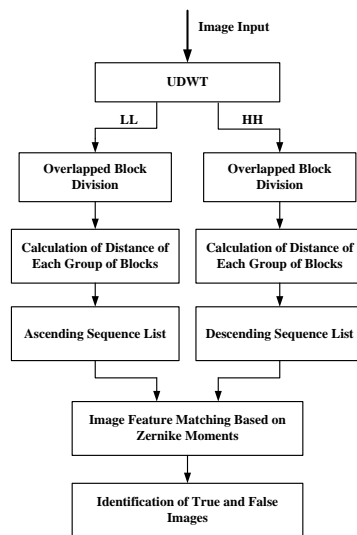 Image Input
UDWT
LL
HH
Overlapped Block
Division
Overlapped Block
Division
Calculation of Distance of
Each Group of Blocks
Calculation of Distance of
Each Group of Blocks
Ascending Sequence List
Descending Sequence List
Image Feature Matching Based on
Zernike Moments
Identification of True and False
Images